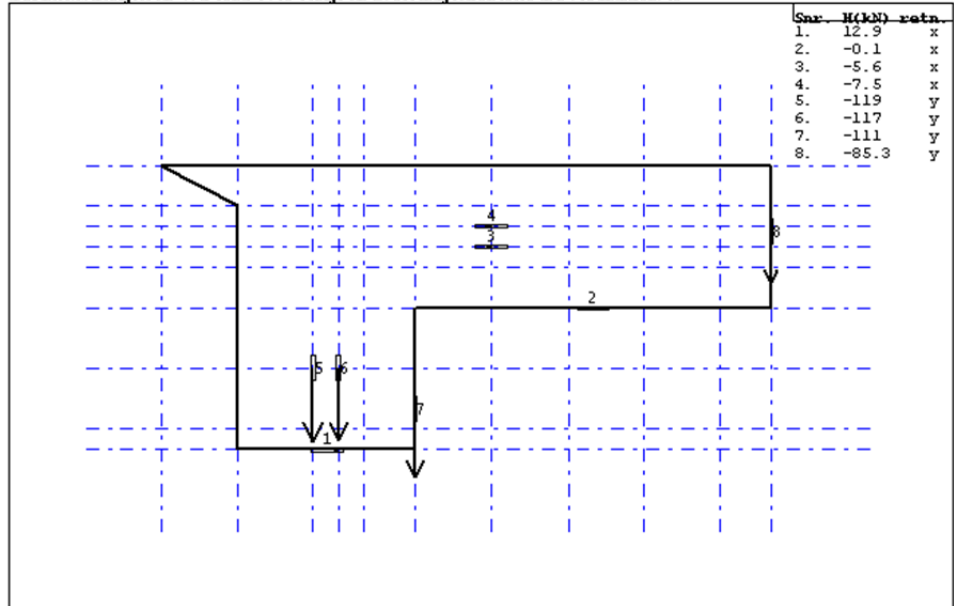 Snr. H(kN) retn.
1. 12.9 x
2. -0.1 x
3. -5.6 x
4. -7.5 x
5. -119 y
6. -117 y
7. -111 y
8. -85.3 y
4
3
8
2
5
6
7
1